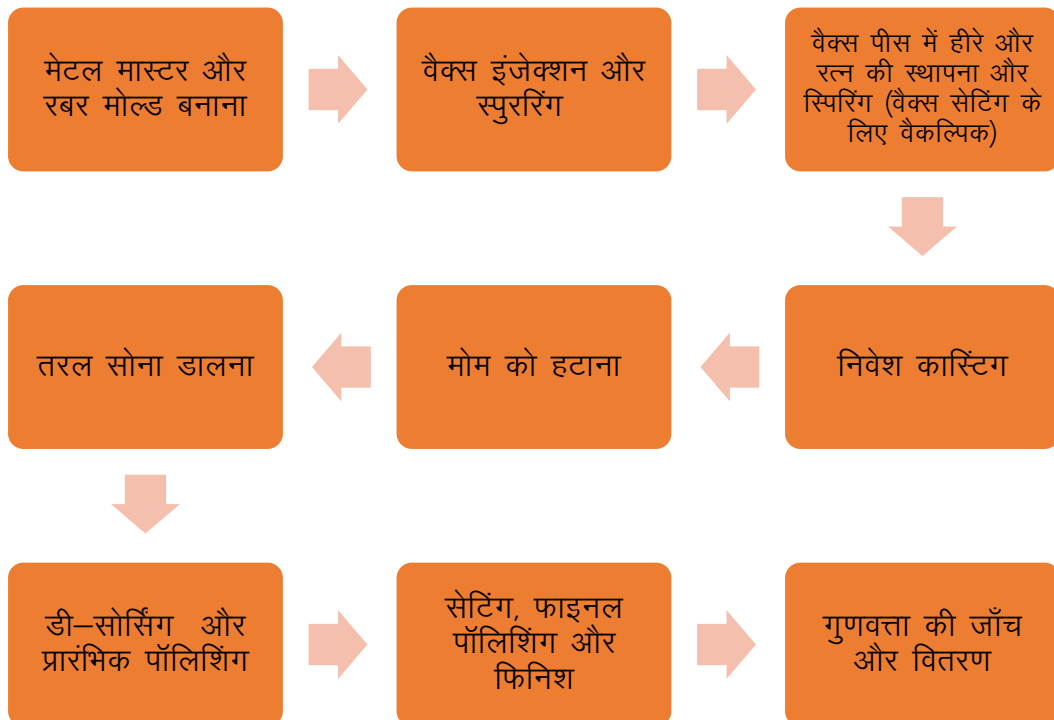 मेटल मास्टर और
रबर मोल्ड बनाना
वैक्स इंजेक्शन और
स्पुररिंग
वैक्स पीस में हीरे और
रत्न की स्थापना और
स्पिरिंग (वैक्स सेटिंग के
लिए वैकल्पिक)
निवेश कास्टिंग
मोम को हटाना
तरल सोना डालना
डी–सोर्सिंग और
प्रारंभिक पॉलिशिंग
सेटिंग, फाइनल
पॉलिशिंग और
फिनिश
गुणवत्ता की जाँच
और वितरण